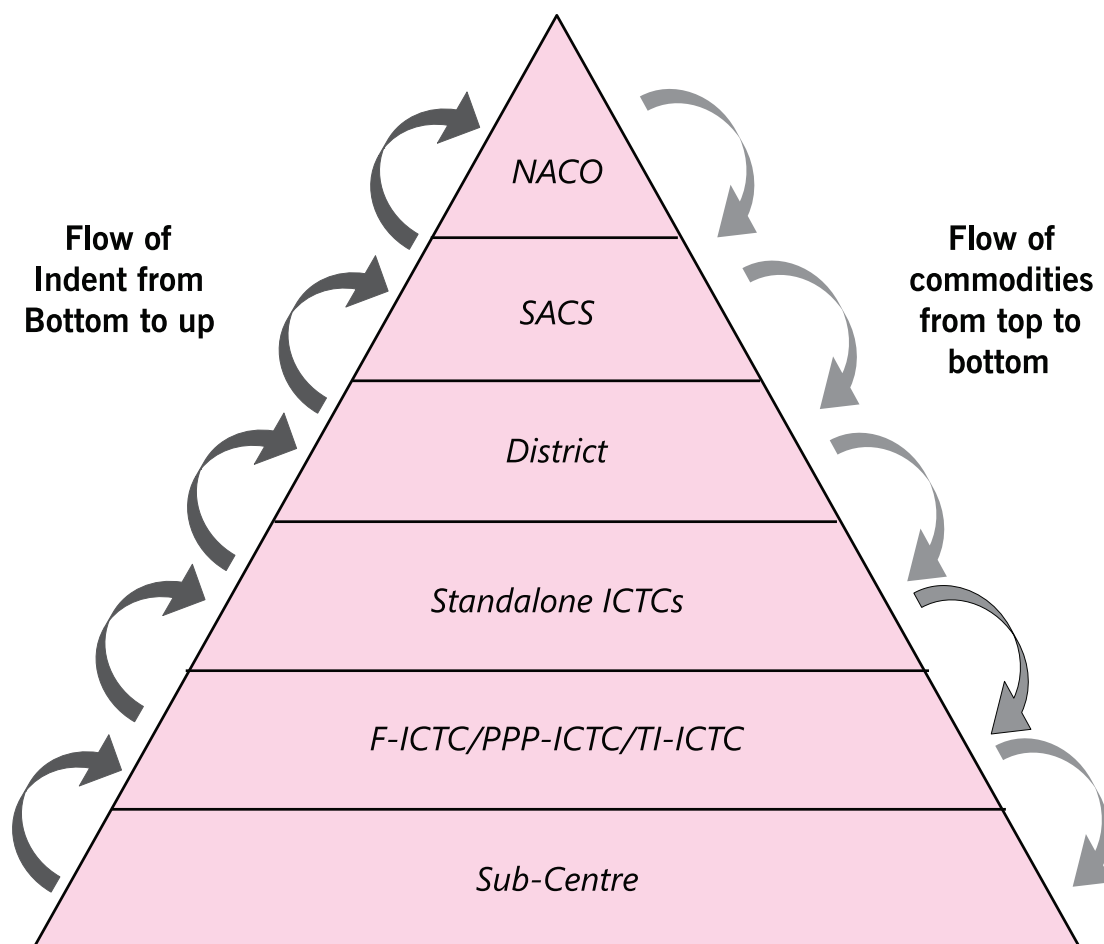 NACO
Flow of
Indent from
Bottom to up
Flow of
commodities
from top to
bottom
SACS
District
Standalone ICTCs
F-ICTC/PPP-ICTC/TI-ICTC
Sub-Centre